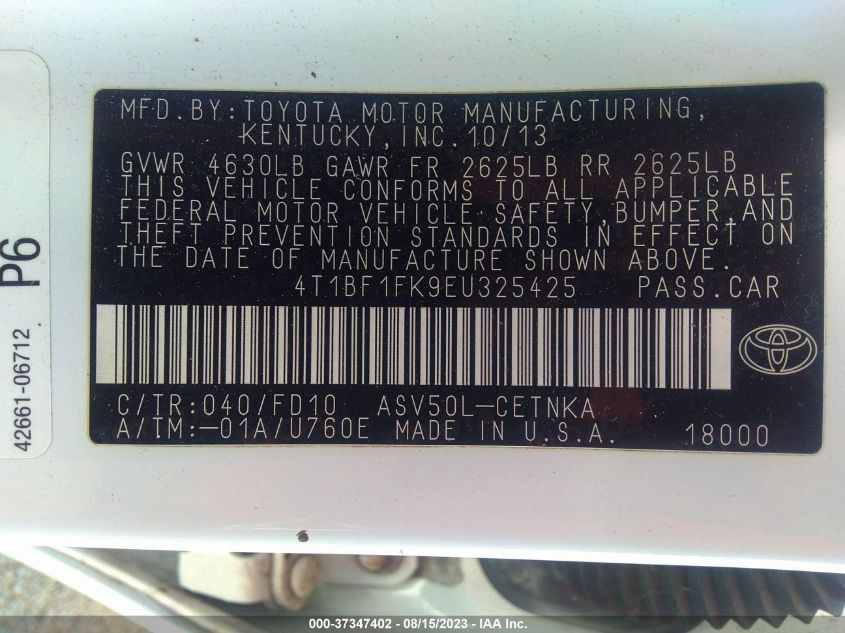 MFD.BY:TOYOTA MOTOR MANUFACTURING,
KENTUCKY,INC.10/13
GVWR 4630LB GAWR FR 2625LB RR 2625LB
THIS VEHICLE CONFORMS TO ALL APPLICABLE
FEDERAL MOTOR VEHICLE SAFETY,BUMPER,AND
THEFT PREVENTION STANDARDS IN EFFECT ON
THE DATE OF MANUFACTURE SHOWN ABOVE.
4T1BF1FK9EU325425 PASS.CAR
C/TR:040/FD10 ASV50L-CETNKA
A/TM:-01A/U760E MADE IN U.S.A. 18000
P6
42661-06712
000-37347402 - 08/15/2023 - IAA Inc.